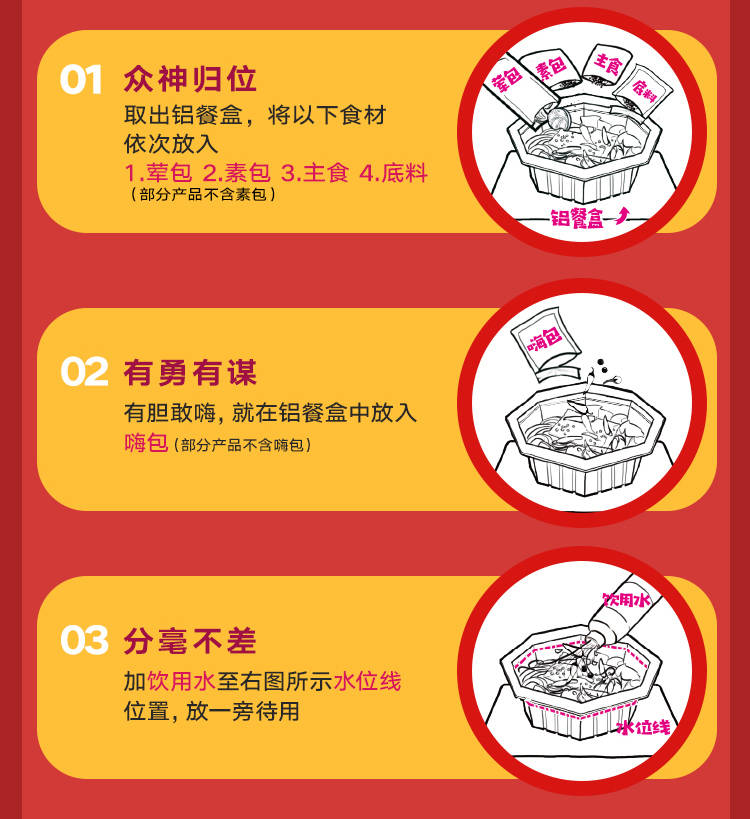 01 众神归位
取出铝餐盒，将以下食材
依次放入
1.荤包 2.素包 3.主食 4.底料
（部分产品不含素包）
荤包
素包
主食
底料
铝餐盒
02 有勇有谋
有胆敢嗨，就在铝餐盒中放入
嗨包（部分产品不含嗨包）
嗨包
03 分毫不差
加饮用水至右图所示水位线
位置，放一旁待用
饮用水
水位线